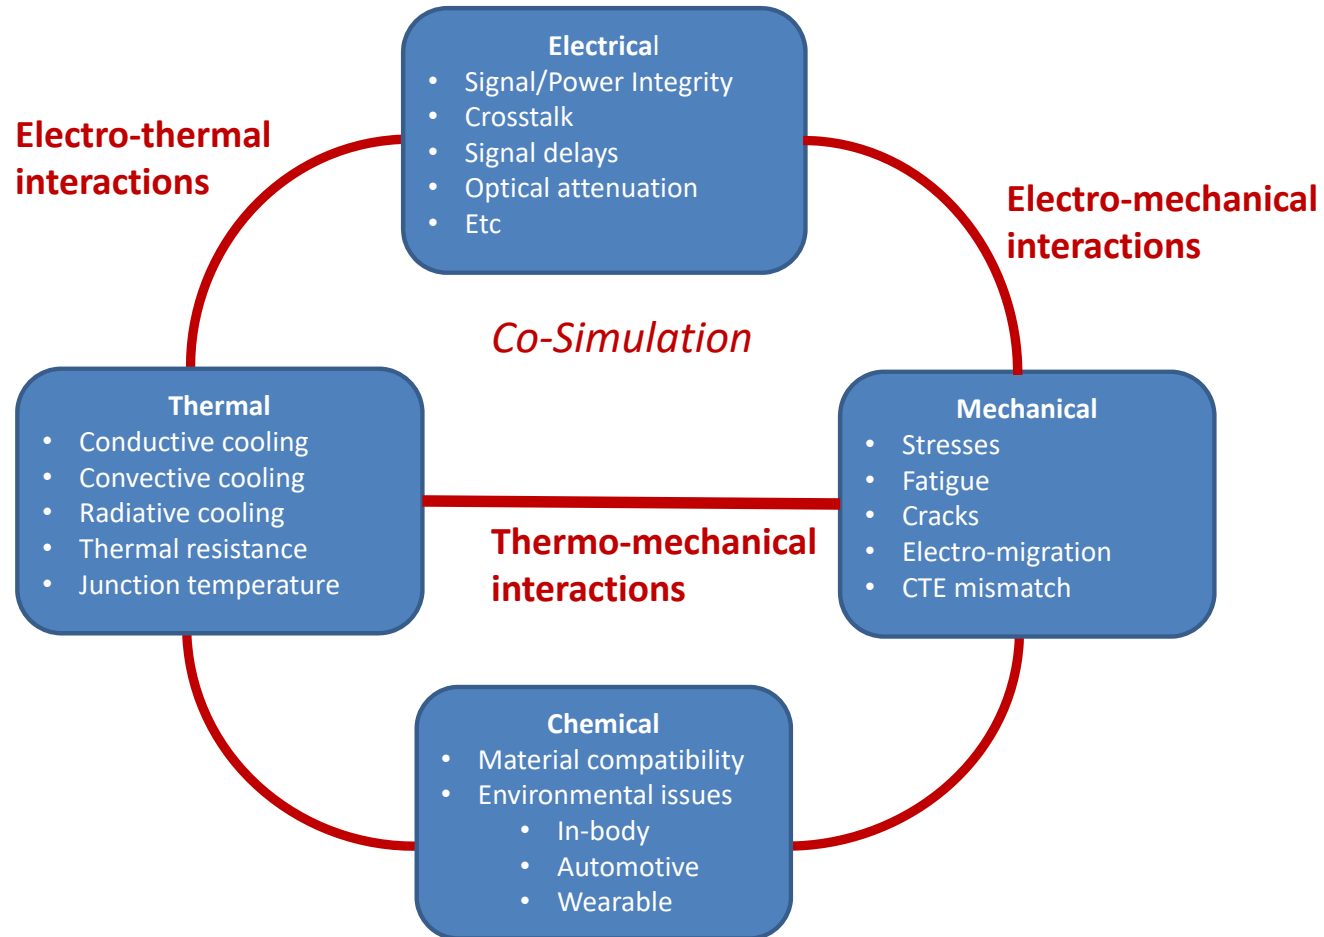 Electrical
• Signal/Power Integrity
• Crosstalk
• Signal delays
• Optical attenuation
• Etc
Electro-thermal
interactions
Electro-mechanical
interactions
Co-Simulation
Thermal
• Conductive cooling
• Convective cooling
• Radiative cooling
• Thermal resistance
• Junction temperature
Mechanical
• Stresses
• Fatigue
• Cracks
• Electro-migration
• CTE mismatch
Thermo-mechanical
interactions
Chemical
• Material compatibility
• Environmental issues
• In-body
• Automotive
• Wearable